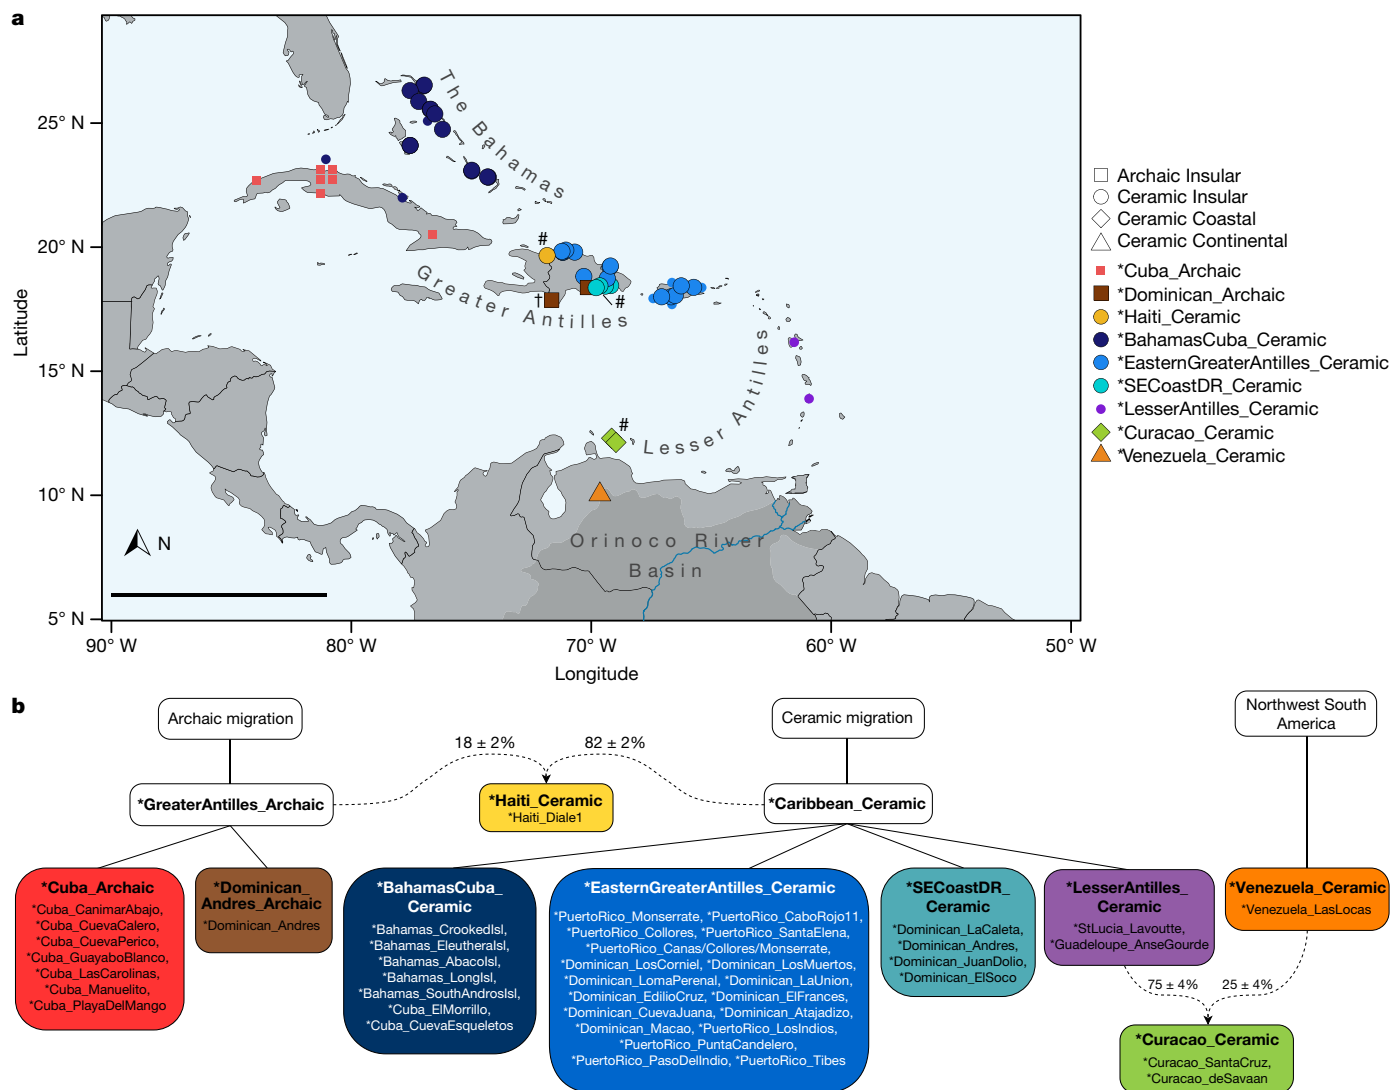 a
25° N
20° N
15° N
10° N
5° N
Latitude
90° W
80° W
70° W
60° W
50° W
Longitude
The Bahamas
Greater Antilles
Lesser Antilles
Orinoco River
Basin
#
†
#
#
N
Archaic Insular
Ceramic Insular
Ceramic Coastal
Ceramic Continental
*Cuba_Archaic
*Dominican_Archaic
*Haiti_Ceramic
*BahamasCuba_Ceramic
*EasternGreaterAntilles_Ceramic
*SECoastDR_Ceramic
*LesserAntilles_Ceramic
*Curacao_Ceramic
*Venezuela_Ceramic
b
Archaic migration
Ceramic migration
Northwest South
America
18 ± 2%
82 ± 2%
*GreaterAntilles_Archaic
*Haiti_Ceramic
*Haiti_Diale1
*Caribbean_Ceramic
*Cuba_Archaic
*Cuba_CanimarAbajo,
*Cuba_CuevaCalero,
*Cuba_CuevaPerico,
*Cuba_GuayaboBlanco,
*Cuba_LasCarolinas,
*Cuba_Manuelito,
*Cuba_PlayaDelMango
*Dominican_
Andres_Archaic
*Dominican_Andres
*BahamasCuba_
Ceramic
*Bahamas_CrookedIsl,
*Bahamas_EleutheraIsl,
*Bahamas_AbacoIsl,
*Bahamas_LongIsl,
*Bahamas_SouthAndrosIsl,
*Cuba_ElMorrillo,
*Cuba_CuevaEsqueletos
*EasternGreaterAntilles_Ceramic
*PuertoRico_Monserrate, *PuertoRico_CaboRojo11,
*PuertoRico_Collores, *PuertoRico_SantaElena,
*PuertoRico_Canas/Collores/Monserrate,
*Dominican_LosCorniel, *Dominican_LosMuertos,
*Dominican_LomaPerenal, *Dominican_LaUnion,
*Dominican_EdilioCruz, *Dominican_ElFrances,
*Dominican_CuevaJuana, *Dominican_Atajadizo,
*Dominican_Macao, *PuertoRico_LosIndios,
*PuertoRico_PuntaCandelero,
*PuertoRico_PasoDelIndio, *PuertoRico_Tibes
*SECoastDR_
Ceramic
*Dominican_LaCaleta,
*Dominican_Andres,
*Dominican_JuanDolio,
*Dominican_ElSoco
*LesserAntilles_
Ceramic
*StLucia_Lavoutte,
*Guadeloupe_AnseGourde
*Venezuela_Ceramic
*Venezuela_LasLocas
75 ± 4%
25 ± 4%
*Curacao_Ceramic
*Curacao_SantaCruz,
*Curacao_deSavaan